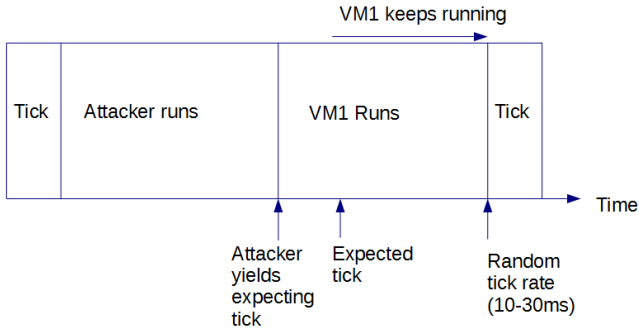 VM1 keeps running
Tick
Attacker runs
VM1 Runs
Tick
Time
Attacker
yields
expecting
tick
Expected
tick
Random
tick rate
(10-30ms)